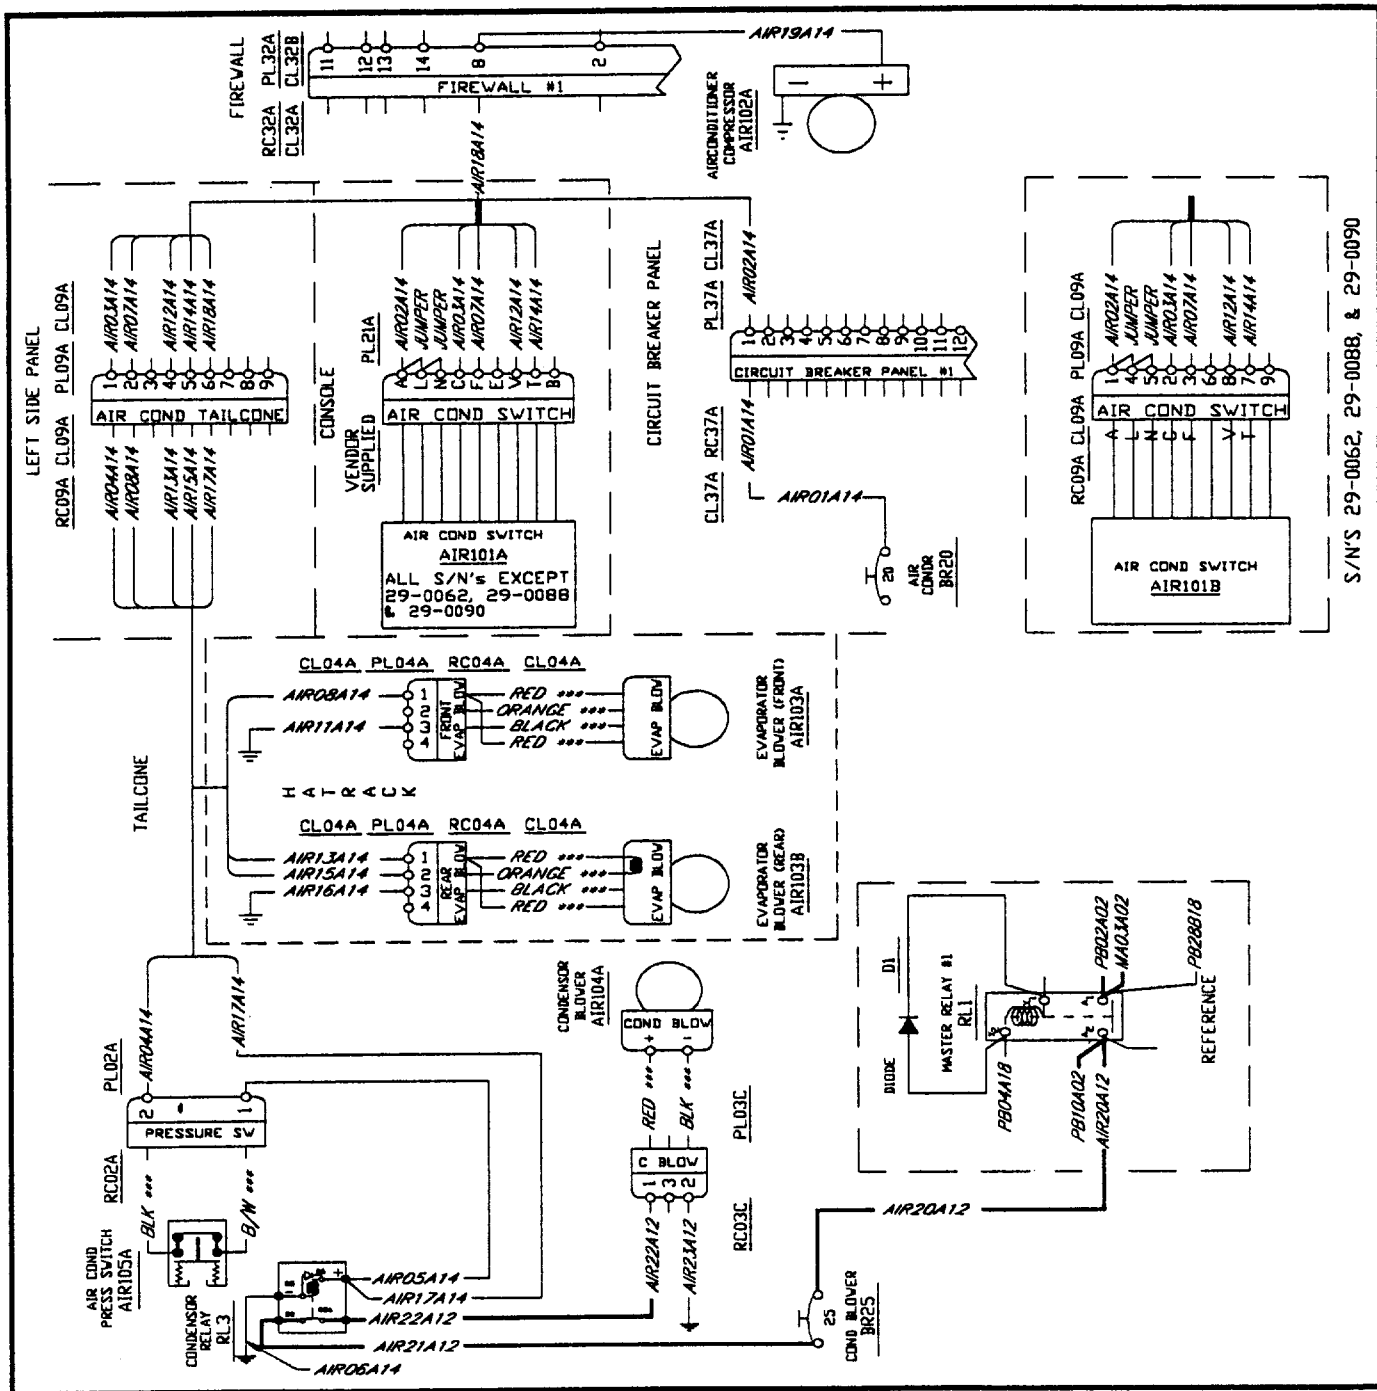 FIREWALL
PL32A
CL32B
RC32A
CL32A
11
12
13
14
8
2
FIREWALL #1
AIR19A14
AIR18A14
AIRCONDITIONER
COMPRESSOR
AIR102A
-
+
LEFT SIDE PANEL
RC09A CL09A
PL09A CL09A
AIR03A14
AIR07A14
AIR12A14
AIR14A14
AIR18A14
1
2
3
4
5
6
7
8
9
AIR COND TAILCONE
AIR04A14
AIR08A14
AIR13A14
AIR15A14
AIR17A14
CONSOLE
VENDOR
SUPPLIED
PL21A
AIR02A14
JUMPER
JUMPER
AIR03A14
AIR07A14
AIR12A14
AIR14A14
A
L
N
C
F
E
V
T
B
AIR COND SWITCH
AIR COND SWITCH
AIR101A
ALL S/N's EXCEPT
29-0062, 29-0088
& 29-0090
CIRCUIT BREAKER PANEL
CL37A RC37A
PL37A CL37A
AIR02A14
1
2
3
4
5
6
7
8
9
10
11
12
CIRCUIT BREAKER PANEL #1
AIR01A14
AIR01A14
20
AIR
CONDR
BR20
RC09A CL09A
PL09A CL09A
AIR02A14
JUMPER
JUMPER
AIR03A14
AIR07A14
AIR12A14
AIR14A14
1
4
5
2
3
6
8
7
9
AIR COND SWITCH
A
L
N
C
F
V
T
AIR COND SWITCH
AIR101B
S/N'S 29-0062, 29-0088, & 29-0090
TAILCONE
CL04A PL04A RC04A CL04A
AIR08A14
AIR11A14
1
2
3
4
FRONT
EVAP BLOW
RED ***
ORANGE ***
BLACK ***
RED ***
EVAP BLOW
EVAPORATOR
BLOWER (FRONT)
AIR103A
HATRACK
CL04A PL04A RC04A CL04A
AIR13A14
AIR15A14
AIR16A14
1
2
3
4
REAR
EVAP BLOW
RED ***
ORANGE ***
BLACK ***
RED ***
EVAP BLOW
EVAPORATOR
BLOWER (REAR)
AIR103B
AIR04A14
AIR17A14
PL02A
2
1
PRESSURE SW
RC02A
BLK ***
B/W ***
AIR COND
PRESS SWITCH
AIR105A
CONDENSOR
RELAY
RL3
+
AIR05A14
AIR17A14
AIR22A12
AIR21A12
AIR06A14
CONDENSOR
BLOWER
AIR104A
COND BLOW
+
-
RED ***
BLK ***
PL03C
C BLOW
1
3
2
RC03C
AIR22A12
AIR23A12
25
COND BLOWER
BR25
AIR20A12
D1
DIODE
MASTER RELAY #1
RL1
X1
X2
A1
A2
PB04A18
PB10A02
AIR20A12
PB02A02
MA03A02
PB28B18
REFERENCE